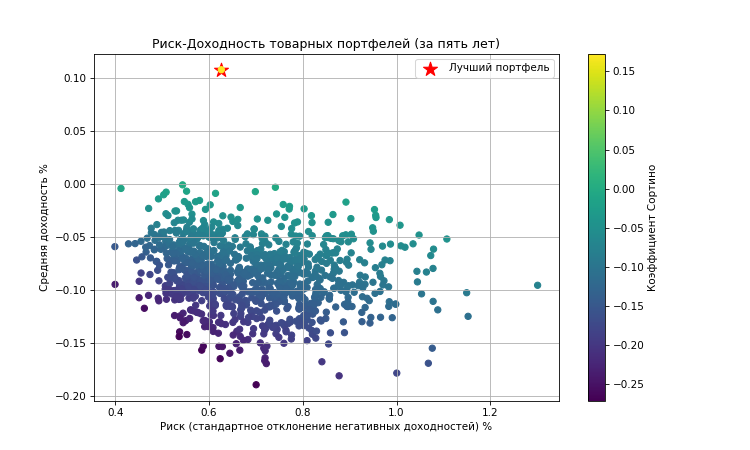 Риск-Доходность товарных портфелей (за пять лет)
Лучший портфель
Средняя доходность %
0.10
0.05
0.00
−0.05
−0.10
−0.15
−0.20
0.4 0.6 0.8 1.0 1.2
Риск (стандартное отклонение негативных доходностей) %
0.15
0.10
0.05
0.00
−0.05
−0.10
−0.15
−0.20
−0.25
Коэффициент Сортино